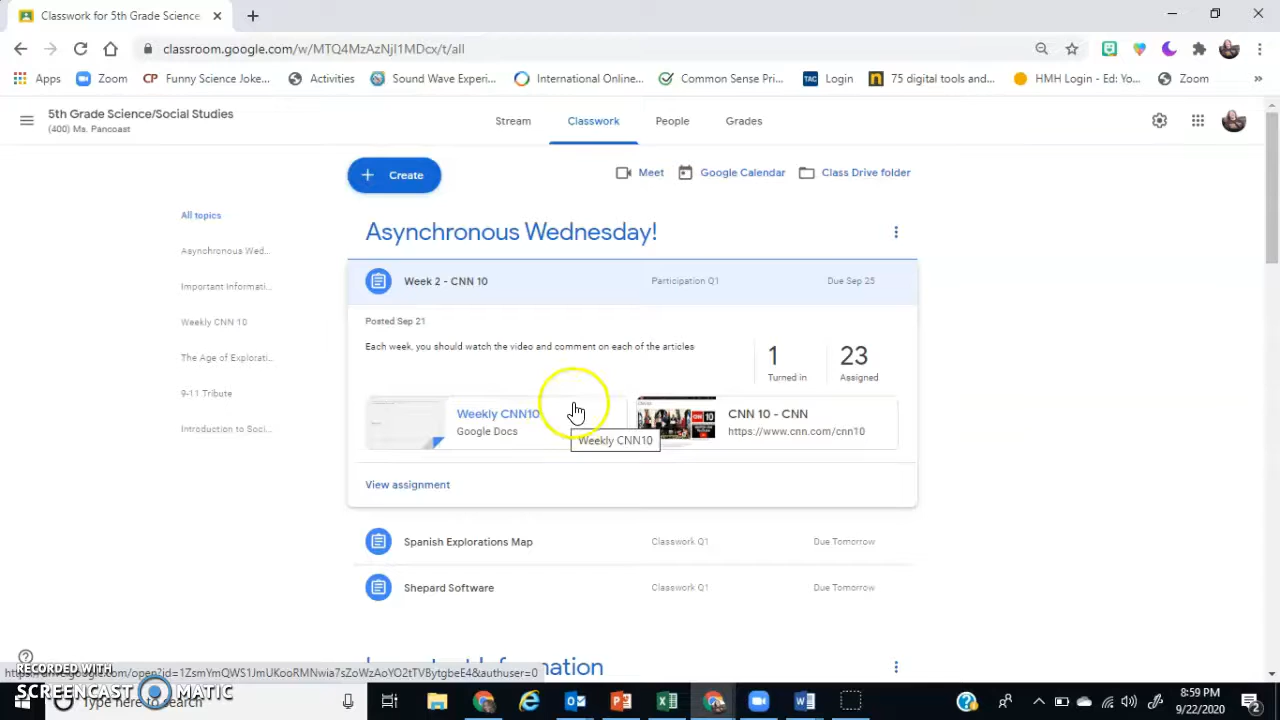 Classwork for 5th Grade Science
classroom.google.com/w/MTQ4MzAzNjI1MDcx/t/all
Apps Zoom Funny Science Joke... Activities Sound Wave Experi... International Online... Common Sense Pri... Login 75 digital tools and... HMH Login - Ed: Yo... Zoom »
5th Grade Science/Social Studies
(400) Ms. Pancoast
Stream Classwork People Grades
+ Create
Meet Google Calendar Class Drive folder
All topics
Asynchronous Wed...
Important Informati...
Weekly CNN 10
The Age of Explorati...
9-11 Tribute
Introduction to Soci...
Asynchronous Wednesday!
Week 2 - CNN 10 Participation Q1 Due Sep 25
Posted Sep 21
Each week, you should watch the video and comment on each of the articles
1 23
Turned in Assigned
Weekly CNN10
Google Docs
CNN 10 - CNN
https://www.cnn.com/cnn10
Weekly CNN10
View assignment
Spanish Explorations Map Classwork Q1 Due Tomorrow
Shepard Software Classwork Q1 Due Tomorrow
Information
RECORDED WITH
SCREENCAST MATIC
Type here to search
8:59 PM
9/22/2020
2